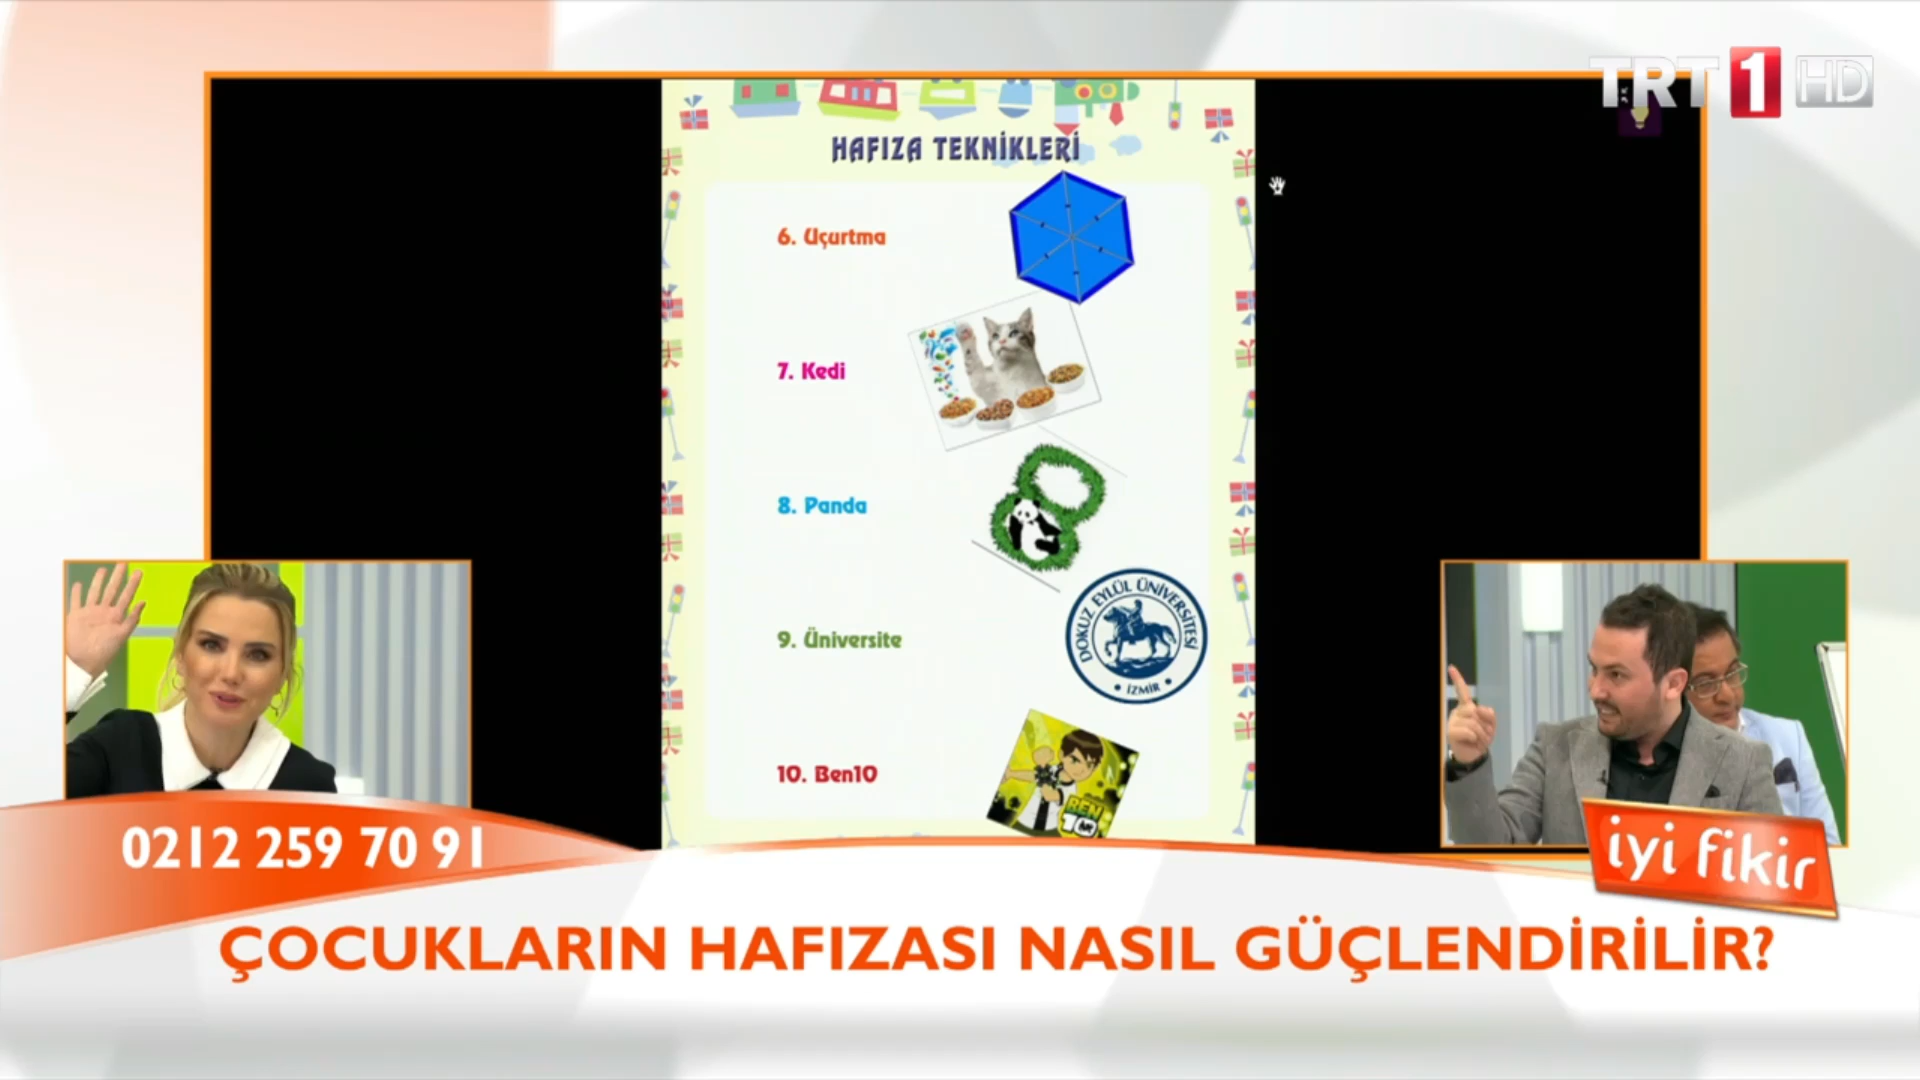 TRT 1 HD
HAFIZA TEKNİKLERİ
6. Uçurtma
7. Kedi
8. Panda
DOKUZ EYLÜL ÜNİVERSİTESİ
• İZMİR •
9. Üniversite
10. Ben10
BEN
10
0212 259 70 91
iyi fikir
ÇOCUKLARIN HAFIZASI NASIL GÜÇLENDİRİLİR?